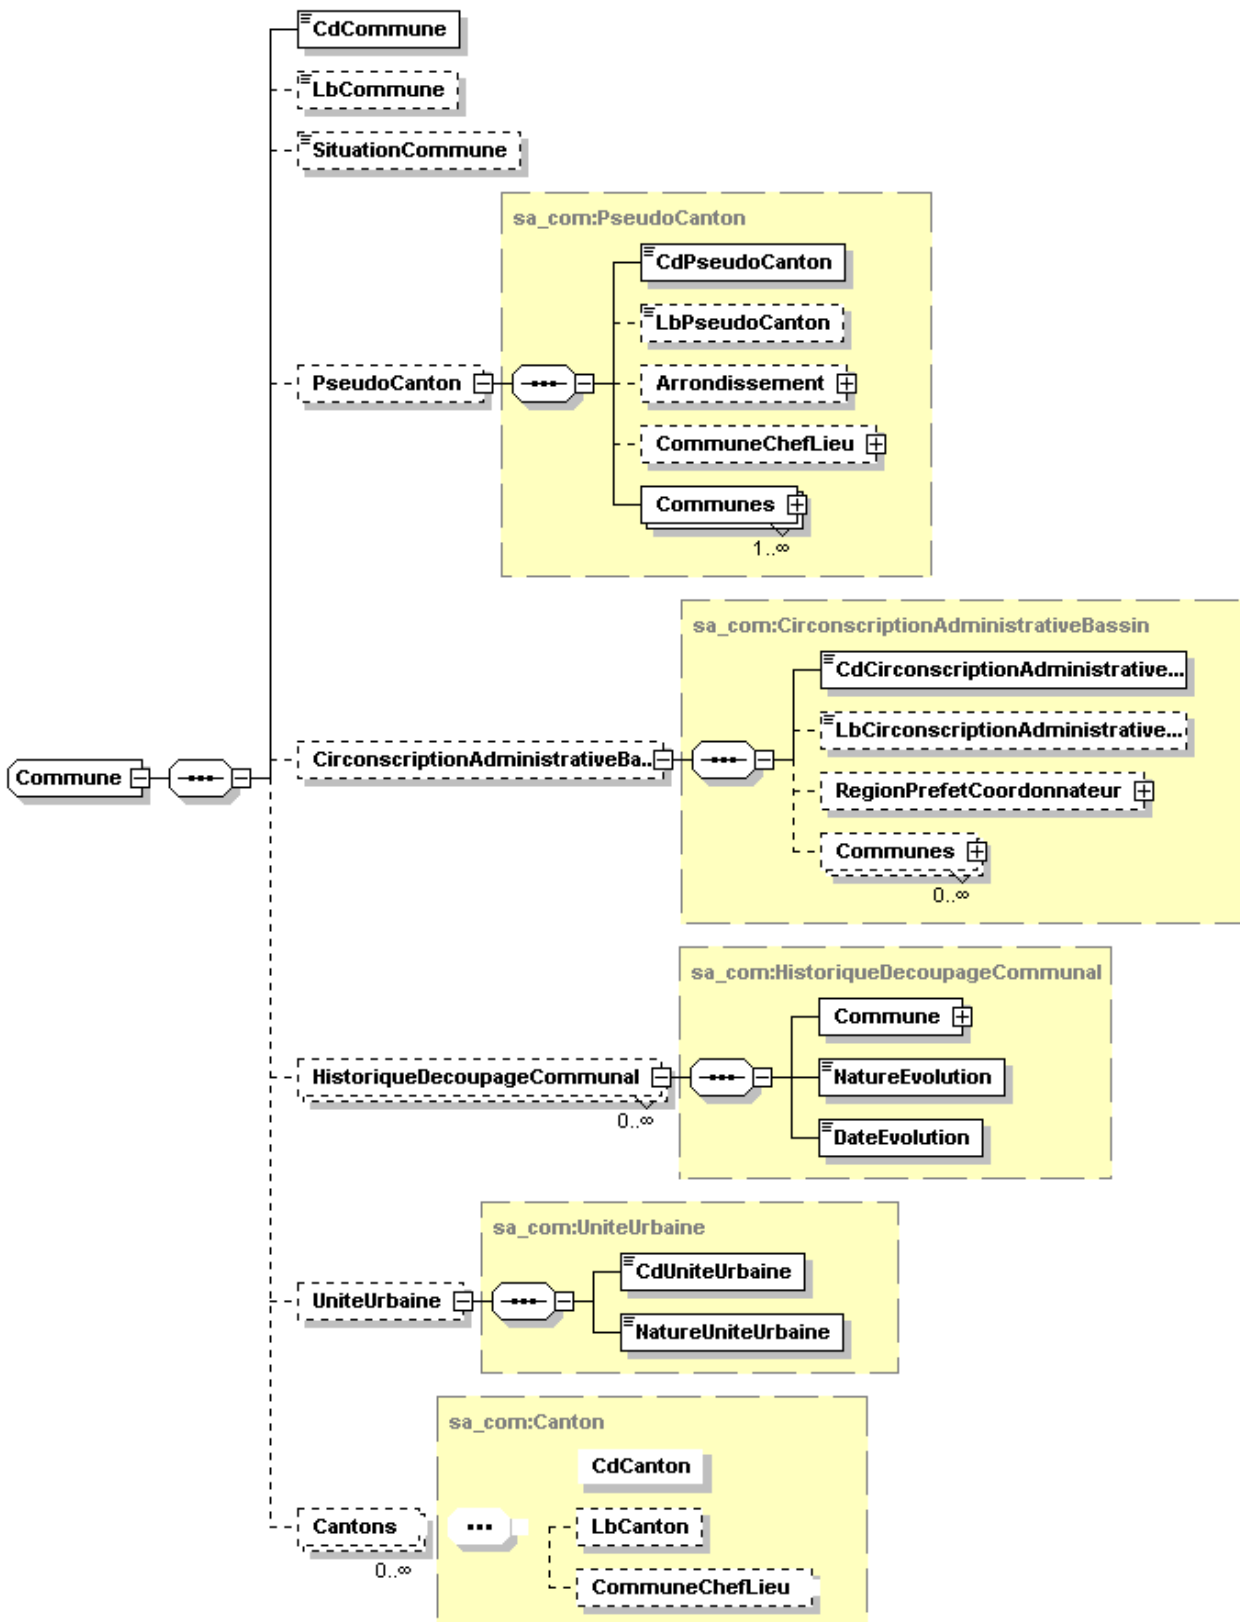 CdCommune
LbCommune
SituationCommune
sa_com:PseudoCanton
CdPseudoCanton
LbPseudoCanton
PseudoCanton
Arrondissement
CommuneChefLieu
Communes
1..∞
sa_com:CirconscriptionAdministrativeBassin
CdCirconscriptionAdministrative...
LbCirconscriptionAdministrative...
CirconscriptionAdministrativeBa...
Commune
RegionPrefetCoordonnateur
Communes
0..∞
sa_com:HistoriqueDecoupageCommunal
Commune
HistoriqueDecoupageCommunal
NatureEvolution
0..∞
DateEvolution
sa_com:UniteUrbaine
CdUniteUrbaine
UniteUrbaine
NatureUniteUrbaine
sa_com:Canton
CdCanton
Cantons
LbCanton
0..∞
CommuneChefLieu